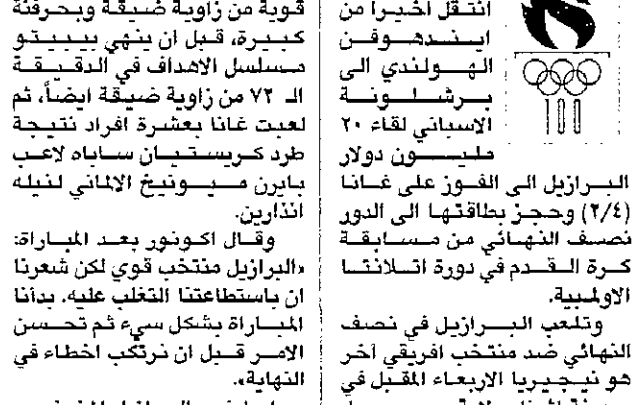 انتقل اخيرا من
ايندهوفن
الهولندي الى
برشلونة
الاسباني لقاء ٢٠
مليون دولار
البرازيل الى الفوز على غانا
(٢/٤) وحجز بطاقتها الى الدور
نصف النهائي من مسابقة
كرة القدم في دورة اتلانتا
الاولمبية.
وتلعب البرازيل في نصف
النهائي ضد منتخب افريقي آخر
هو نيجيريا الاربعاء المقبل في
قوية من زاوية ضيقة وبحرفنة
كبيرة، قبل ان ينهي بيبيتو
مسلسل الاهداف في الدقيقة
الـ ٧٢ من زاوية ضيقة ايضاً، ثم
لعبت غانا بعشرة افراد نتيجة
طرد كريستيان ساباه لاعب
بايرن ميونيخ الالماني لنيله
انذارين.
وقال اكونور بعد المباراة:
«البرازيل منتخب قوي لكن شعرنا
ان باستطاعتنا التغلب عليه. بدأنا
المباراة بشكل سيء ثم تحسن
الامر قبل ان نرتكب اخطاء في
النهاية».